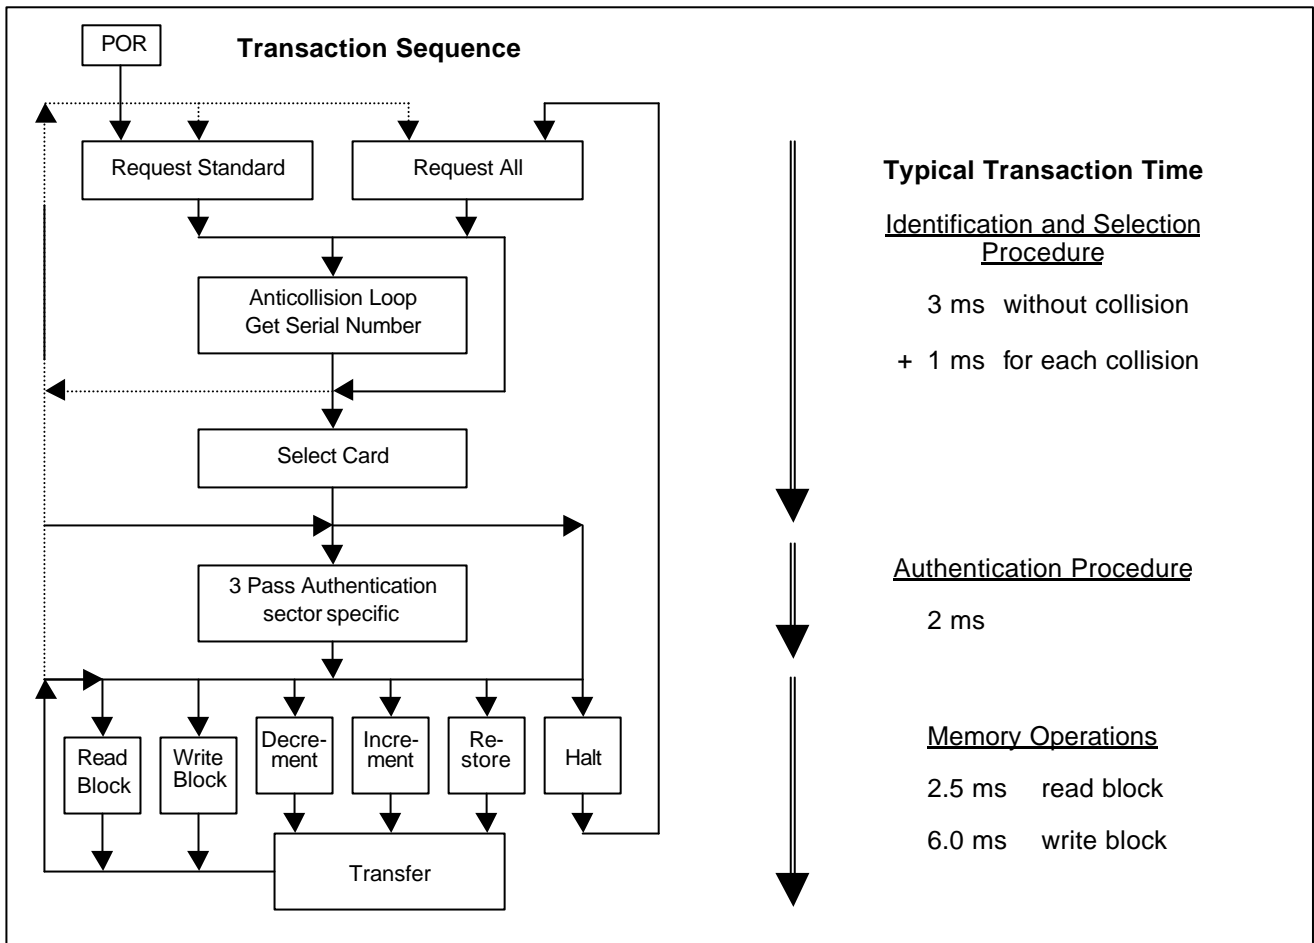 POR
Transaction Sequence
Request Standard
Request All
Anticollision Loop
Get Serial Number
Select Card
3 Pass Authentication
sector specific
Read
Block
Write
Block
Decre-
ment
Incre-
ment
Re-
store
Halt
Transfer
Typical Transaction Time
Identification and Selection
Procedure
3 ms without collision
+ 1 ms for each collision
Authentication Procedure
2 ms
Memory Operations
2.5 ms read block
6.0 ms write block